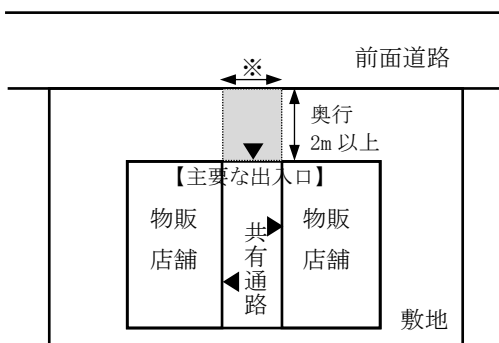 前面道路
※
奥行
2m 以上
【主要な出入口】
物販
店舗
共有通路
物販
店舗
敷地